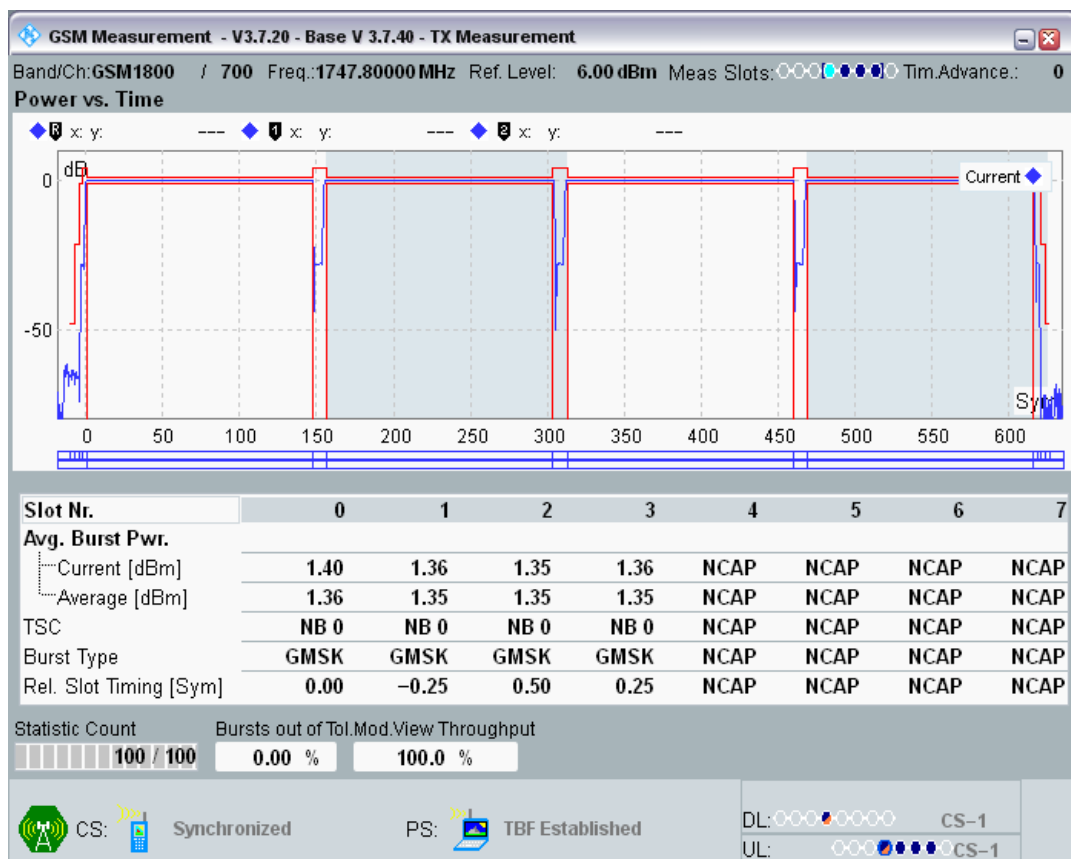 GSM Measurement - V3.7.20 - Base V 3.7.40 - TX Measurement
Band/Ch:GSM1800 / 700 Freq.:1747.80000 MHz Ref. Level: 6.00 dBm Meas Slots: Tim.Advance.: 0
Power vs. Time
R x: y: --- 1 x: y: --- 2 x: y: ---
dB
Current
0
-50
Sym
0 50 100 150 200 250 300 350 400 450 500 550 600
Slot Nr. 0 1 2 3 4 5 6 7
Avg. Burst Pwr.
Current [dBm] 1.40 1.36 1.35 1.36 NCAP NCAP NCAP NCAP
Average [dBm] 1.36 1.35 1.35 1.35 NCAP NCAP NCAP NCAP
TSC NB 0 NB 0 NB 0 NB 0 NCAP NCAP NCAP NCAP
Burst Type GMSK GMSK GMSK GMSK NCAP NCAP NCAP NCAP
Rel. Slot Timing [Sym] 0.00 −0.25 0.50 0.25 NCAP NCAP NCAP NCAP
Statistic Count Bursts out of Tol.Mod.View Throughput
100 / 100 0.00 % 100.0 %
CS: Synchronized PS: TBF Established
DL: CS−1
UL: CS−1